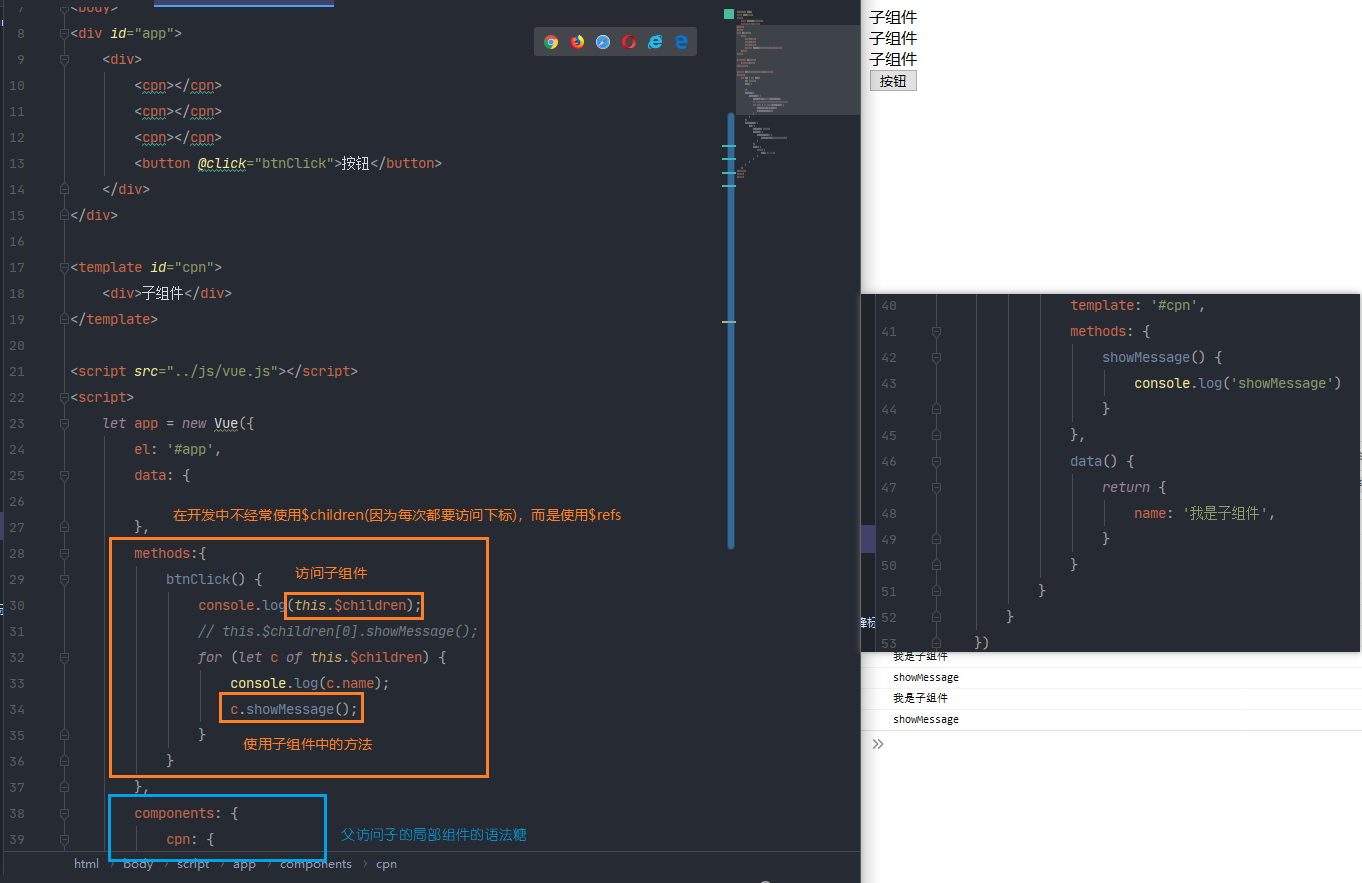 7 <body>
8 <div id="app">
9 <div>
10 <cpn></cpn>
11 <cpn></cpn>
12 <cpn></cpn>
13 <button @click="btnClick">按钮</button>
14 </div>
15 </div>
16
17 <template id="cpn">
18 <div>子组件</div>
19 </template>
20
21 <script src="../js/vue.js"></script>
22 <script>
23 let app = new Vue({
24 el: '#app',
25 data: {
26
在开发中不经常使用$children(因为每次都要访问下标)，而是使用$refs
27 },
28 methods:{
29 btnClick() {
访问子组件
30 console.log(this.$children);
31 // this.$children[0].showMessage();
32 for (let c of this.$children) {
33 console.log(c.name);
34 c.showMessage();
35 }
使用子组件中的方法
36 }
37 },
38 components: {
39 cpn: {
父访问子的局部组件的语法糖
html › body › script › app › components › cpn
子组件
子组件
子组件
按钮
40 template: '#cpn',
41 methods: {
42 showMessage() {
43 console.log('showMessage')
44 }
45 },
46 data() {
47 return {
48 name: '我是子组件',
49 }
50 }
51 }
52 }
53 })
我是子组件
showMessage
我是子组件
showMessage